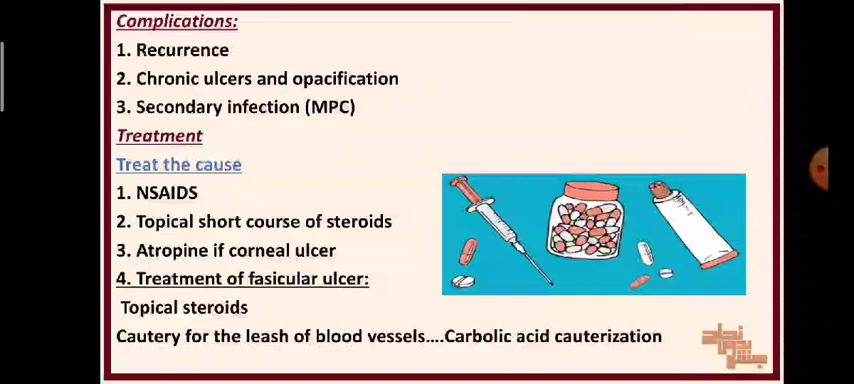 Complications:
1. Recurrence
2. Chronic ulcers and opacification
3. Secondary infection (MPC)
Treatment
Treat the cause
1. NSAIDS
2. Topical short course of steroids
3. Atropine if corneal ulcer
4. Treatment of fasicular ulcer:
Topical steroids
Cautery for the leash of blood vessels....Carbolic acid cauterization